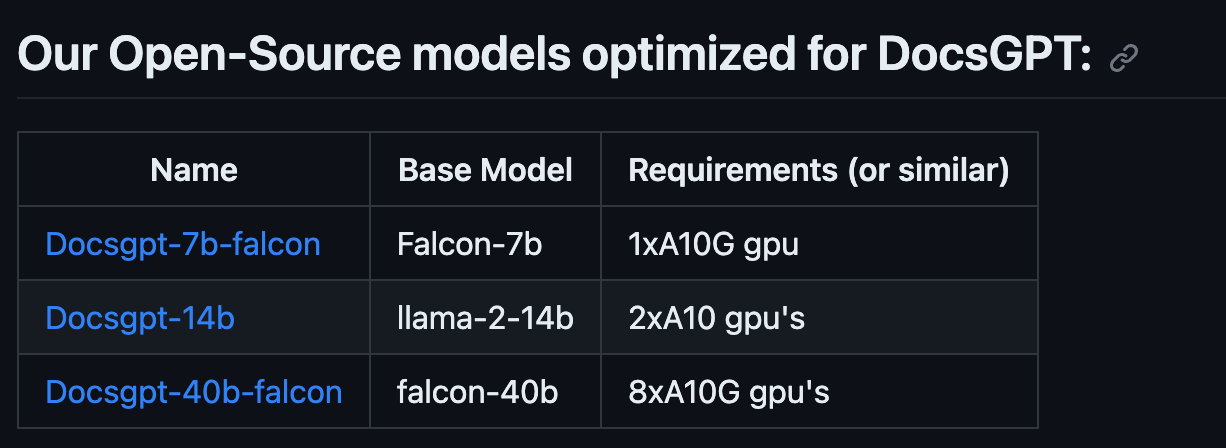 Our Open-Source models optimized for DocsGPT:
Name Base Model Requirements (or similar)
Docsgpt-7b-falcon Falcon-7b 1xA10G gpu
Docsgpt-14b llama-2-14b 2xA10 gpu's
Docsgpt-40b-falcon falcon-40b 8xA10G gpu's